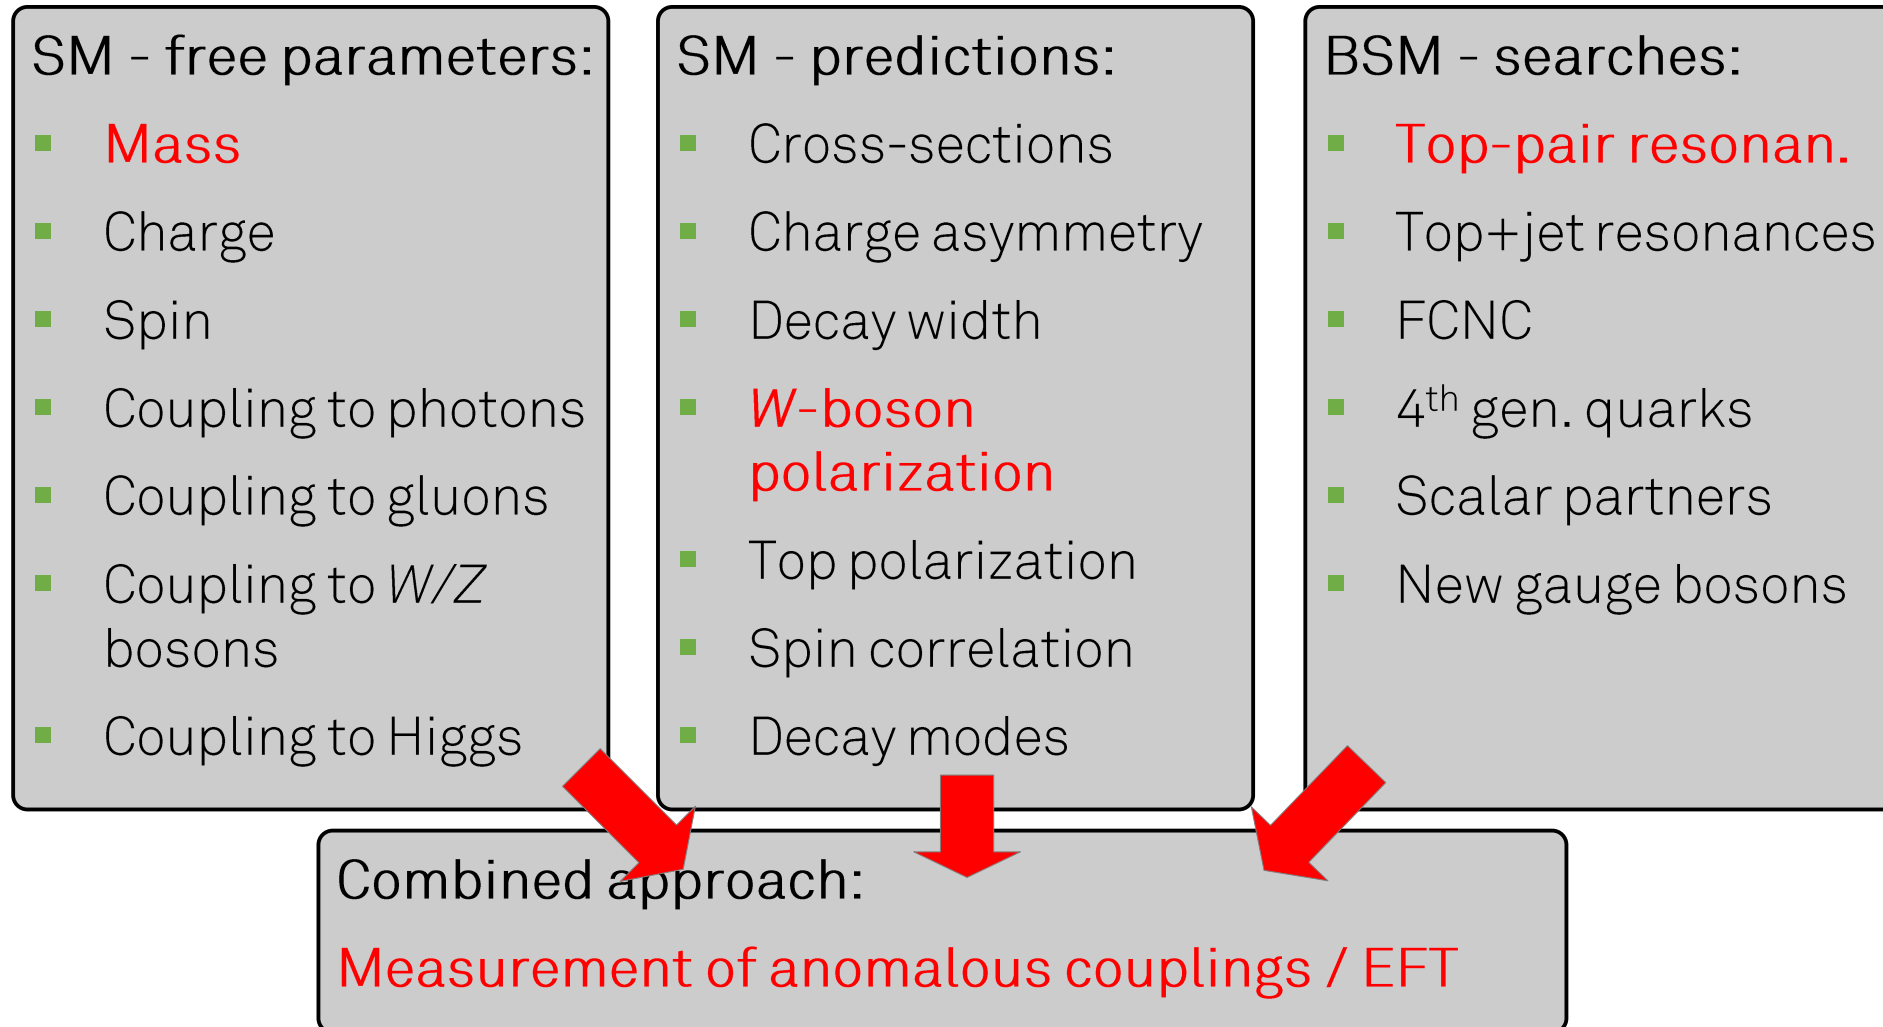 SM - free parameters:
Mass
Charge
Spin
Coupling to photons
Coupling to gluons
Coupling to W/Z
bosons
Coupling to Higgs
SM - predictions:
Cross-sections
Charge asymmetry
Decay width
W-boson
polarization
Top polarization
Spin correlation
Decay modes
BSM - searches:
Top-pair resonan.
Top+jet resonances
FCNC
4th gen. quarks
Scalar partners
New gauge bosons
Combined approach:
Measurement of anomalous couplings / EFT